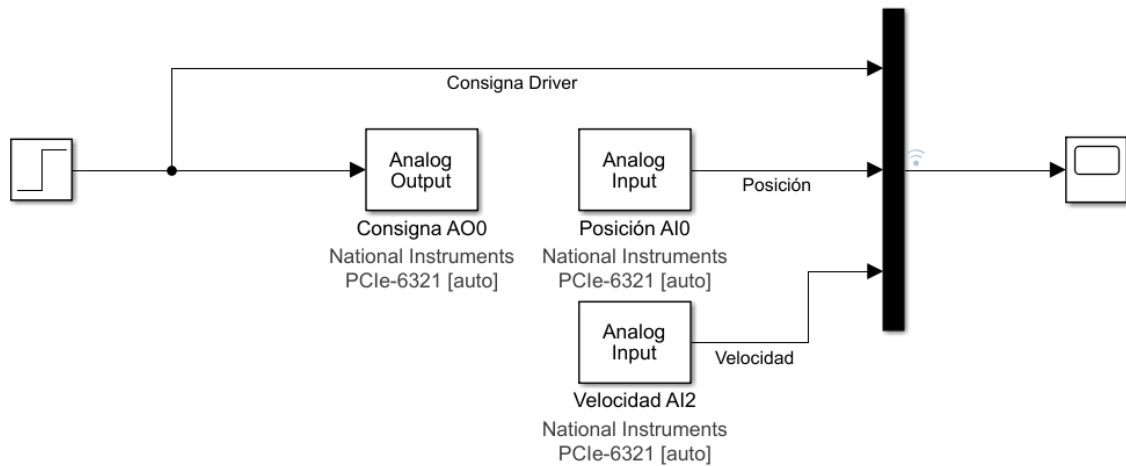 Consigna Driver
Analog
Output
Consigna AO0
National Instruments
PCIe-6321 [auto]
Analog
Input
Posición AI0
National Instruments
PCIe-6321 [auto]
Posición
Analog
Input
Velocidad AI2
National Instruments
PCIe-6321 [auto]
Velocidad